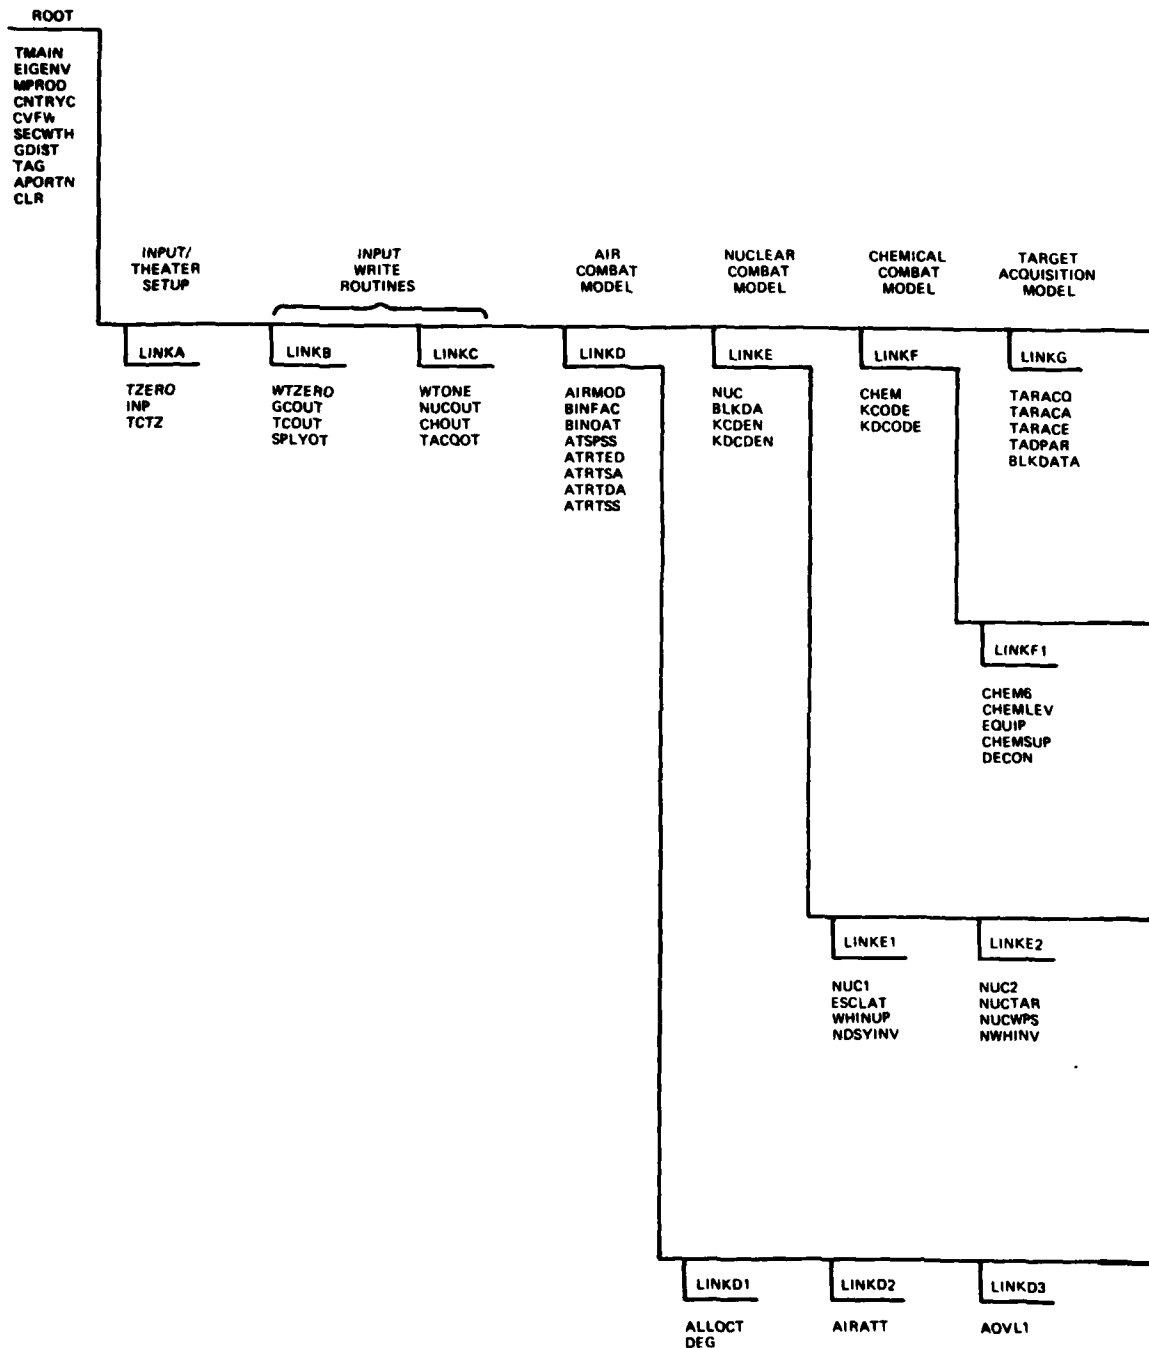 ROOT
TMAIN
EIGENV
MPROD
CNTRYC
CVFW
SECWTH
GDIST
TAG
APORTN
CLR
INPUT/
THEATER
SETUP
INPUT
WRITE
ROUTINES
AIR
COMBAT
MODEL
NUCLEAR
COMBAT
MODEL
CHEMICAL
COMBAT
MODEL
TARGET
ACQUISITION
MODEL
LINKA
TZERO
INP
TCTZ
LINKB
WTZERO
GCOUT
TCOUT
SPLYOT
LINKC
WTONE
NUCOUT
CHOUT
TACQOT
LINKD
AIRMOD
BINFAC
BINOAT
ATSPSS
ATRTED
ATRTSA
ATRTDA
ATRTSS
LINKE
NUC
BLKDA
KCDEN
KDCDEN
LINKF
CHEM
KCODE
KDCODE
LINKG
TARACQ
TARACA
TARACE
TADPAR
BLKDATA
LINKF1
CHEM6
CHEMLEV
EQUIP
CHEMSUP
DECON
LINKE1
NUC1
ESCLAT
WHINUP
NDSYINV
LINKE2
NUC2
NUCTAR
NUCWPS
NWHINV
LINKD1
ALLOCT
DEG
LINKD2
AIRATT
LINKD3
AOVL1